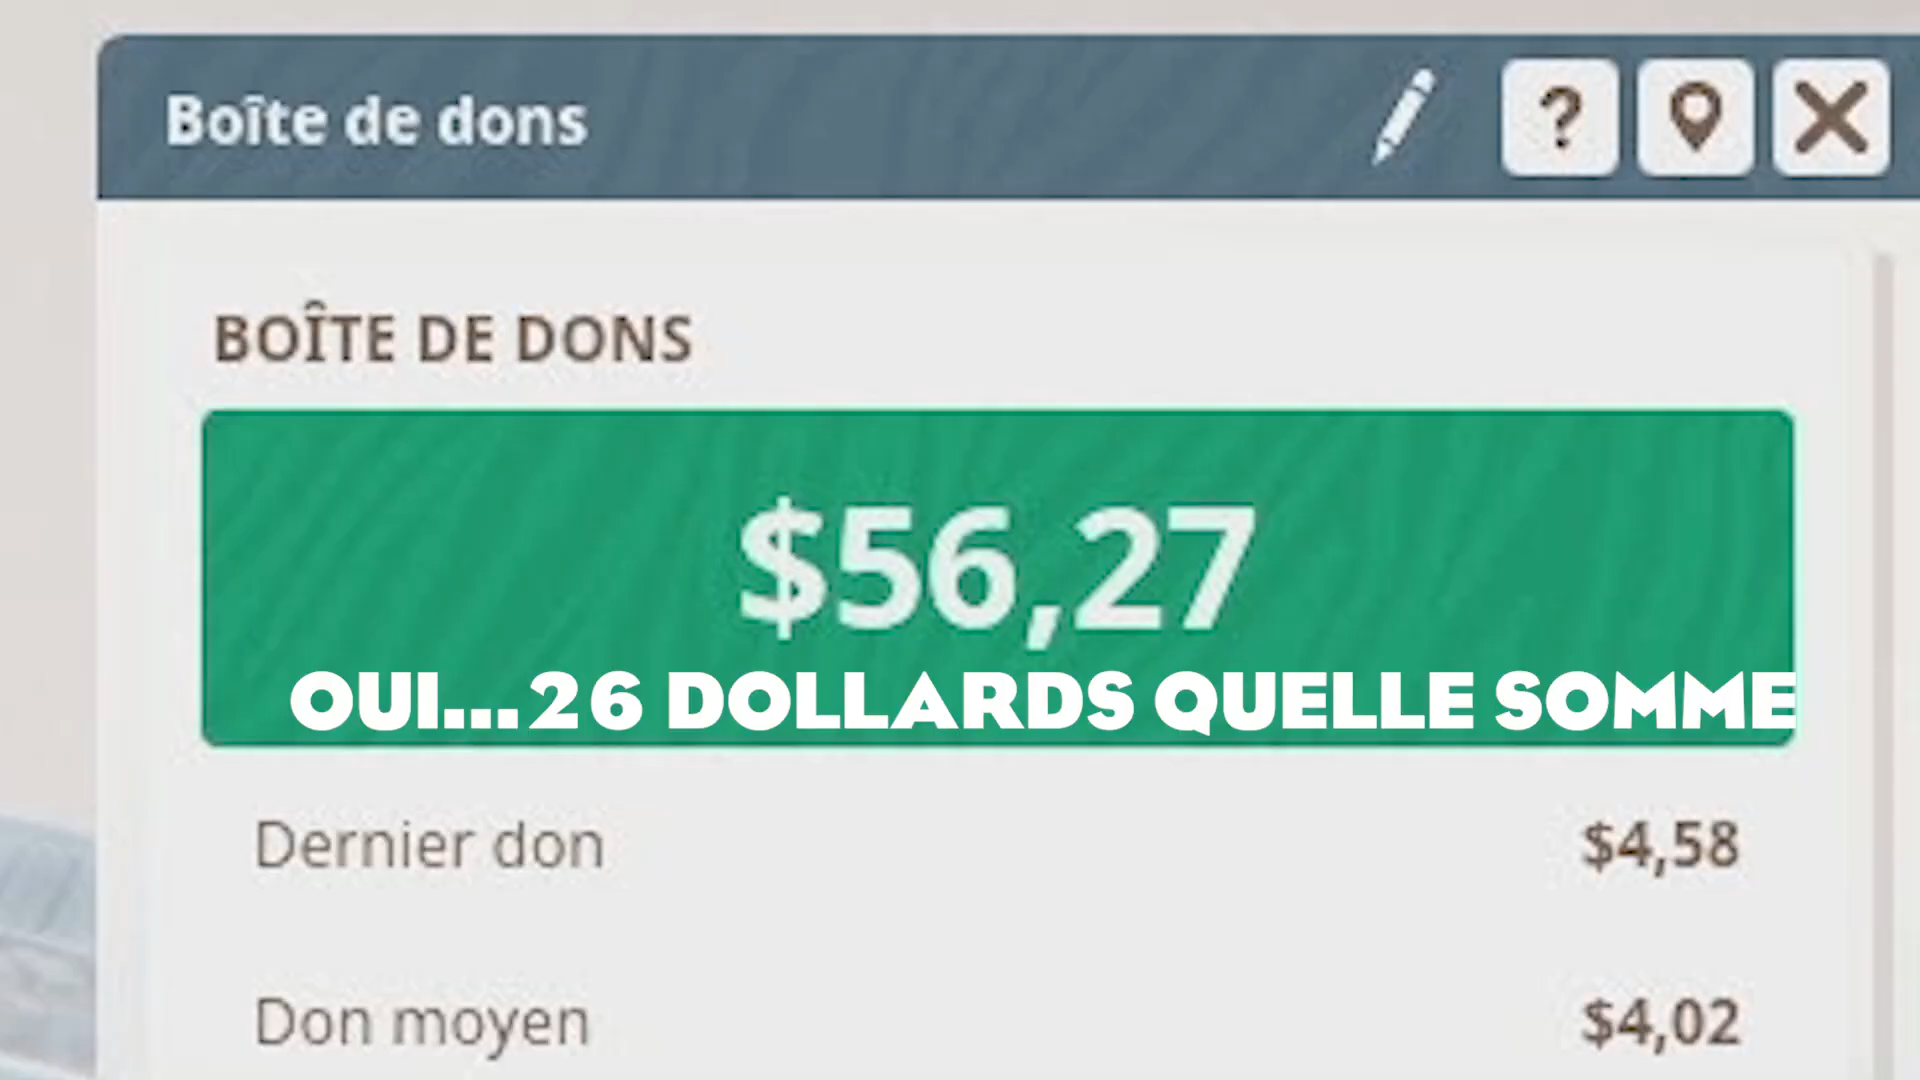 Boîte de dons
?
BOÎTE DE DONS
$56,27
OUI...26 DOLLARDS QUELLE SOMME
Dernier don $4,58
Don moyen $4,02